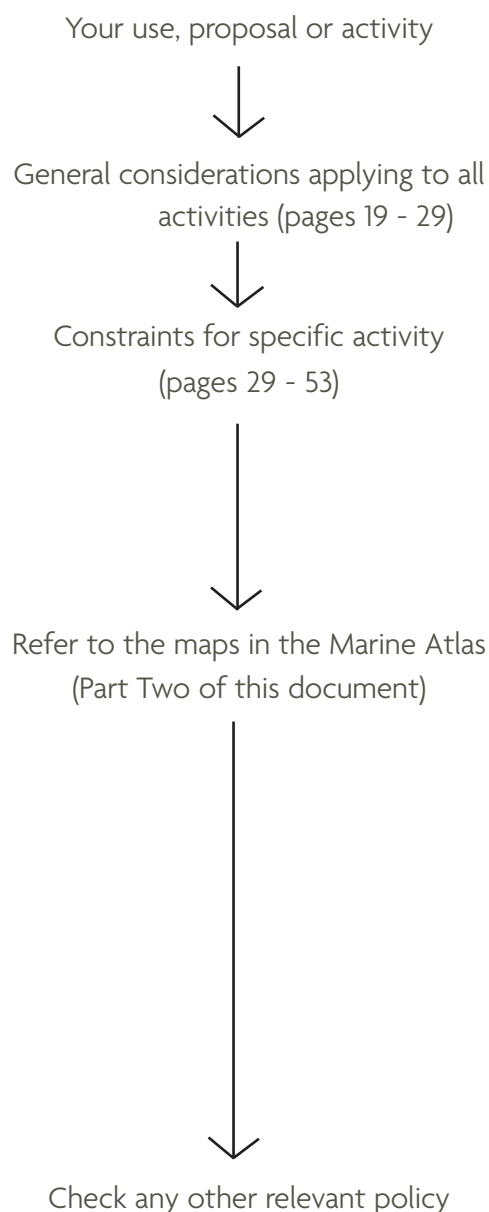 Your use, proposal or activity
General considerations applying to all
activities (pages 19 - 29)
Constraints for specific activity
(pages 29 - 53)
Refer to the maps in the Marine Atlas
(Part Two of this document)
Check any other relevant policy